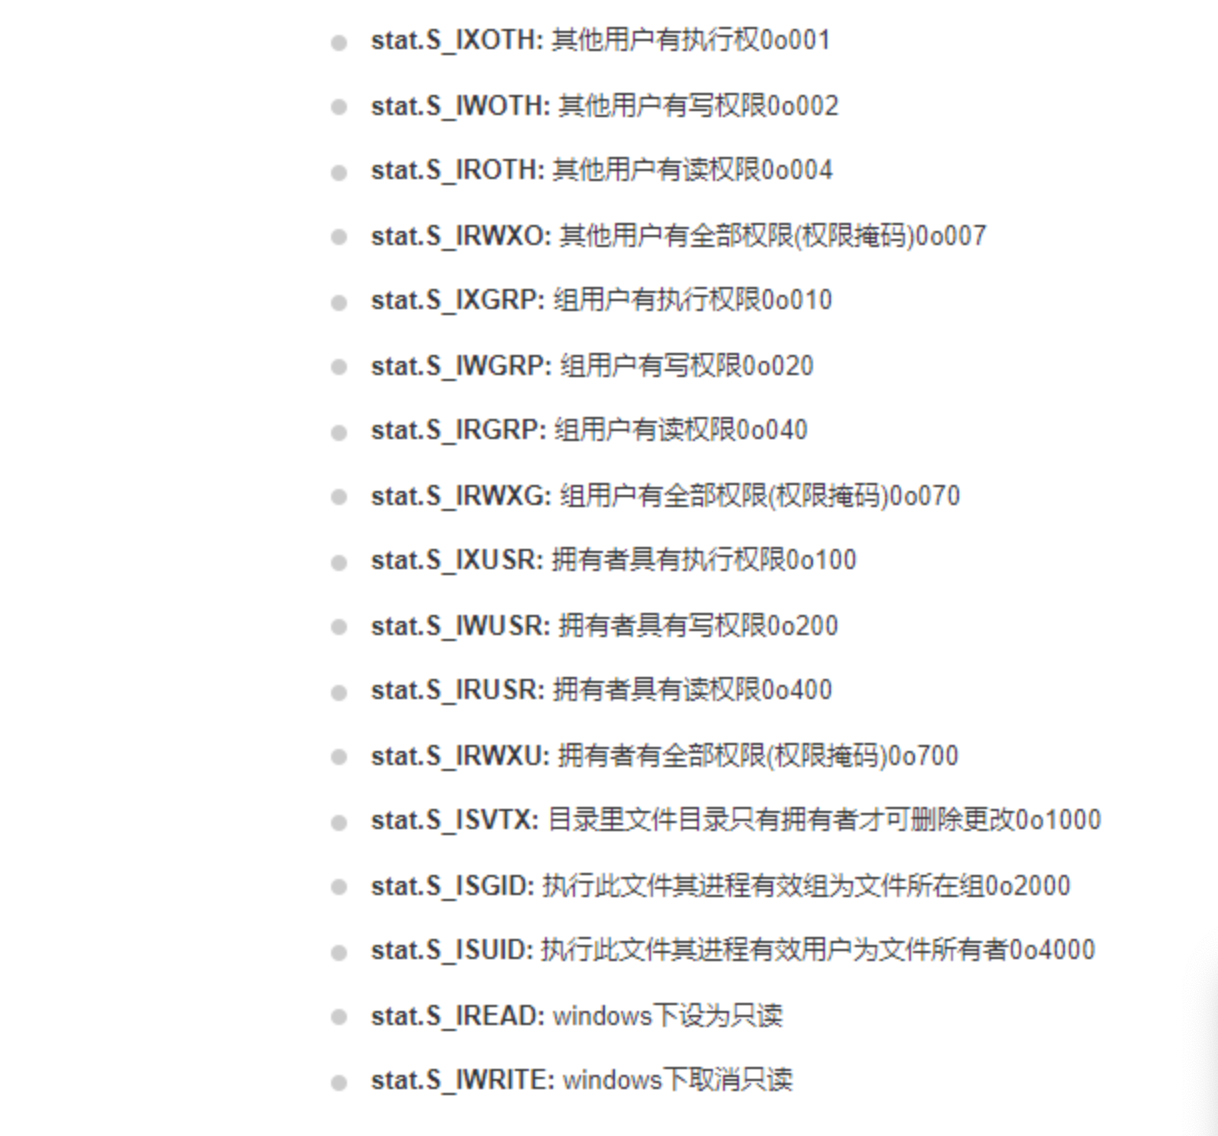 stat.S_IXOTH: 其他用户有执行权0o001
stat.S_IWOTH: 其他用户有写权限0o002
stat.S_IROTH: 其他用户有读权限0o004
stat.S_IRWXO: 其他用户有全部权限(权限掩码)0o007
stat.S_IXGRP: 组用户有执行权限0o010
stat.S_IWGRP: 组用户有写权限0o020
stat.S_IRGRP: 组用户有读权限0o040
stat.S_IRWXG: 组用户有全部权限(权限掩码)0o070
stat.S_IXUSR: 拥有者具有执行权限0o100
stat.S_IWUSR: 拥有者具有写权限0o200
stat.S_IRUSR: 拥有者具有读权限0o400
stat.S_IRWXU: 拥有者有全部权限(权限掩码)0o700
stat.S_ISVTX: 目录里文件目录只有拥有者才可删除更改0o1000
stat.S_ISGID: 执行此文件其进程有效组为文件所在组0o2000
stat.S_ISUID: 执行此文件其进程有效用户为文件所有者0o4000
stat.S_IREAD: windows下设为只读
stat.S_IWRITE: windows下取消只读